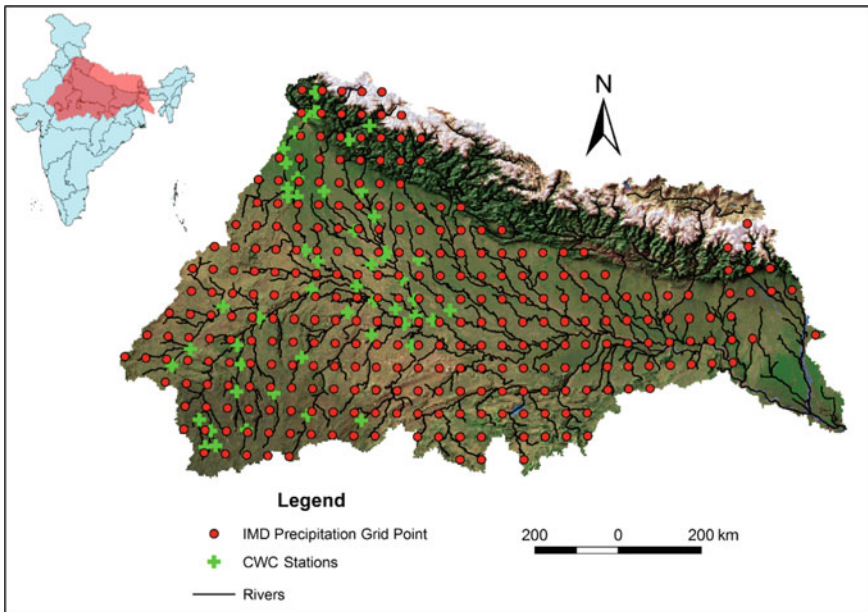 N
Legend
IMD Precipitation Grid Point
CWC Stations
Rivers
200 0 200 km